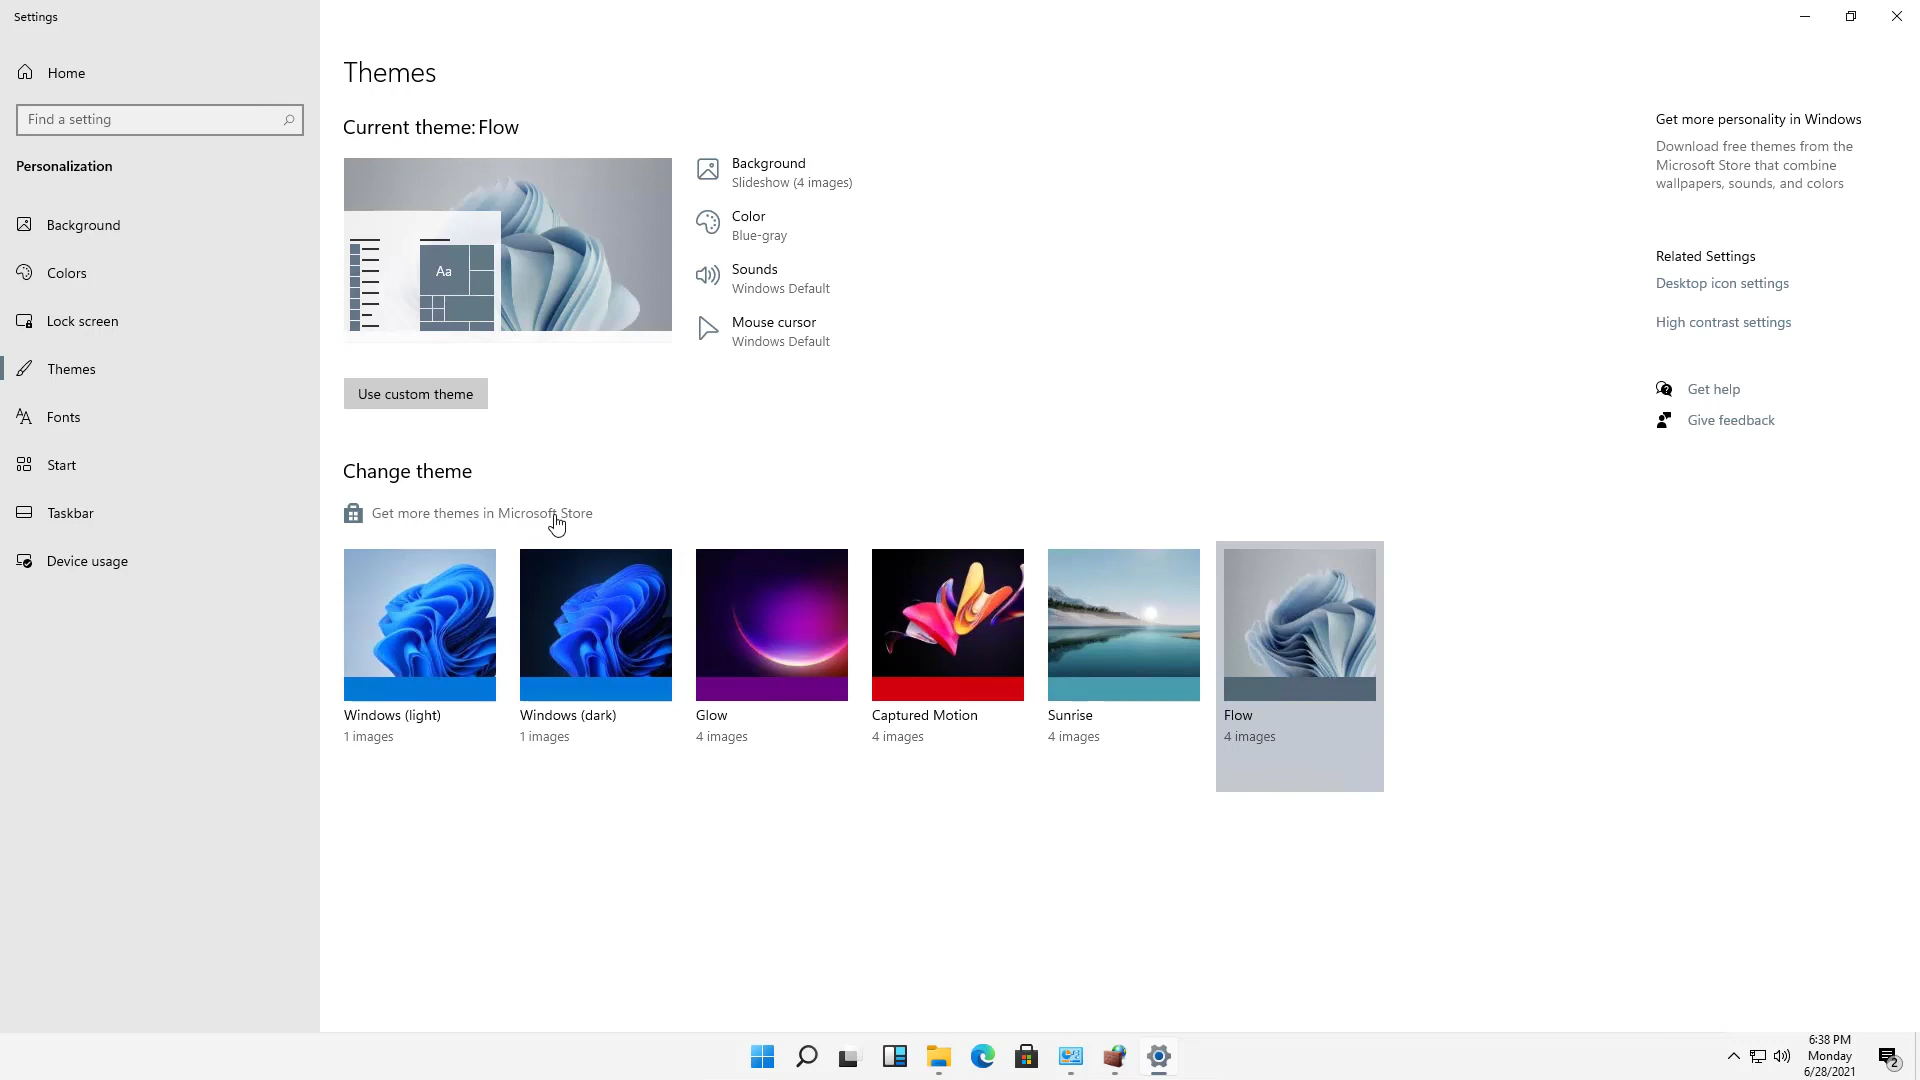 Settings
Home
Find a setting
Personalization
Background
Colors
Lock screen
Themes
Fonts
Start
Taskbar
Device usage
Themes
Current theme: Flow
Aa
Background
Slideshow (4 images)
Color
Blue-gray
Sounds
Windows Default
Mouse cursor
Windows Default
Use custom theme
Change theme
Get more themes in Microsoft Store
Windows (light)
1 images
Windows (dark)
1 images
Glow
4 images
Captured Motion
4 images
Sunrise
4 images
Flow
4 images
Get more personality in Windows
Download free themes from the
Microsoft Store that combine
wallpapers, sounds, and colors
Related Settings
Desktop icon settings
High contrast settings
Get help
Give feedback
6:38 PM
Monday
6/28/2021
2